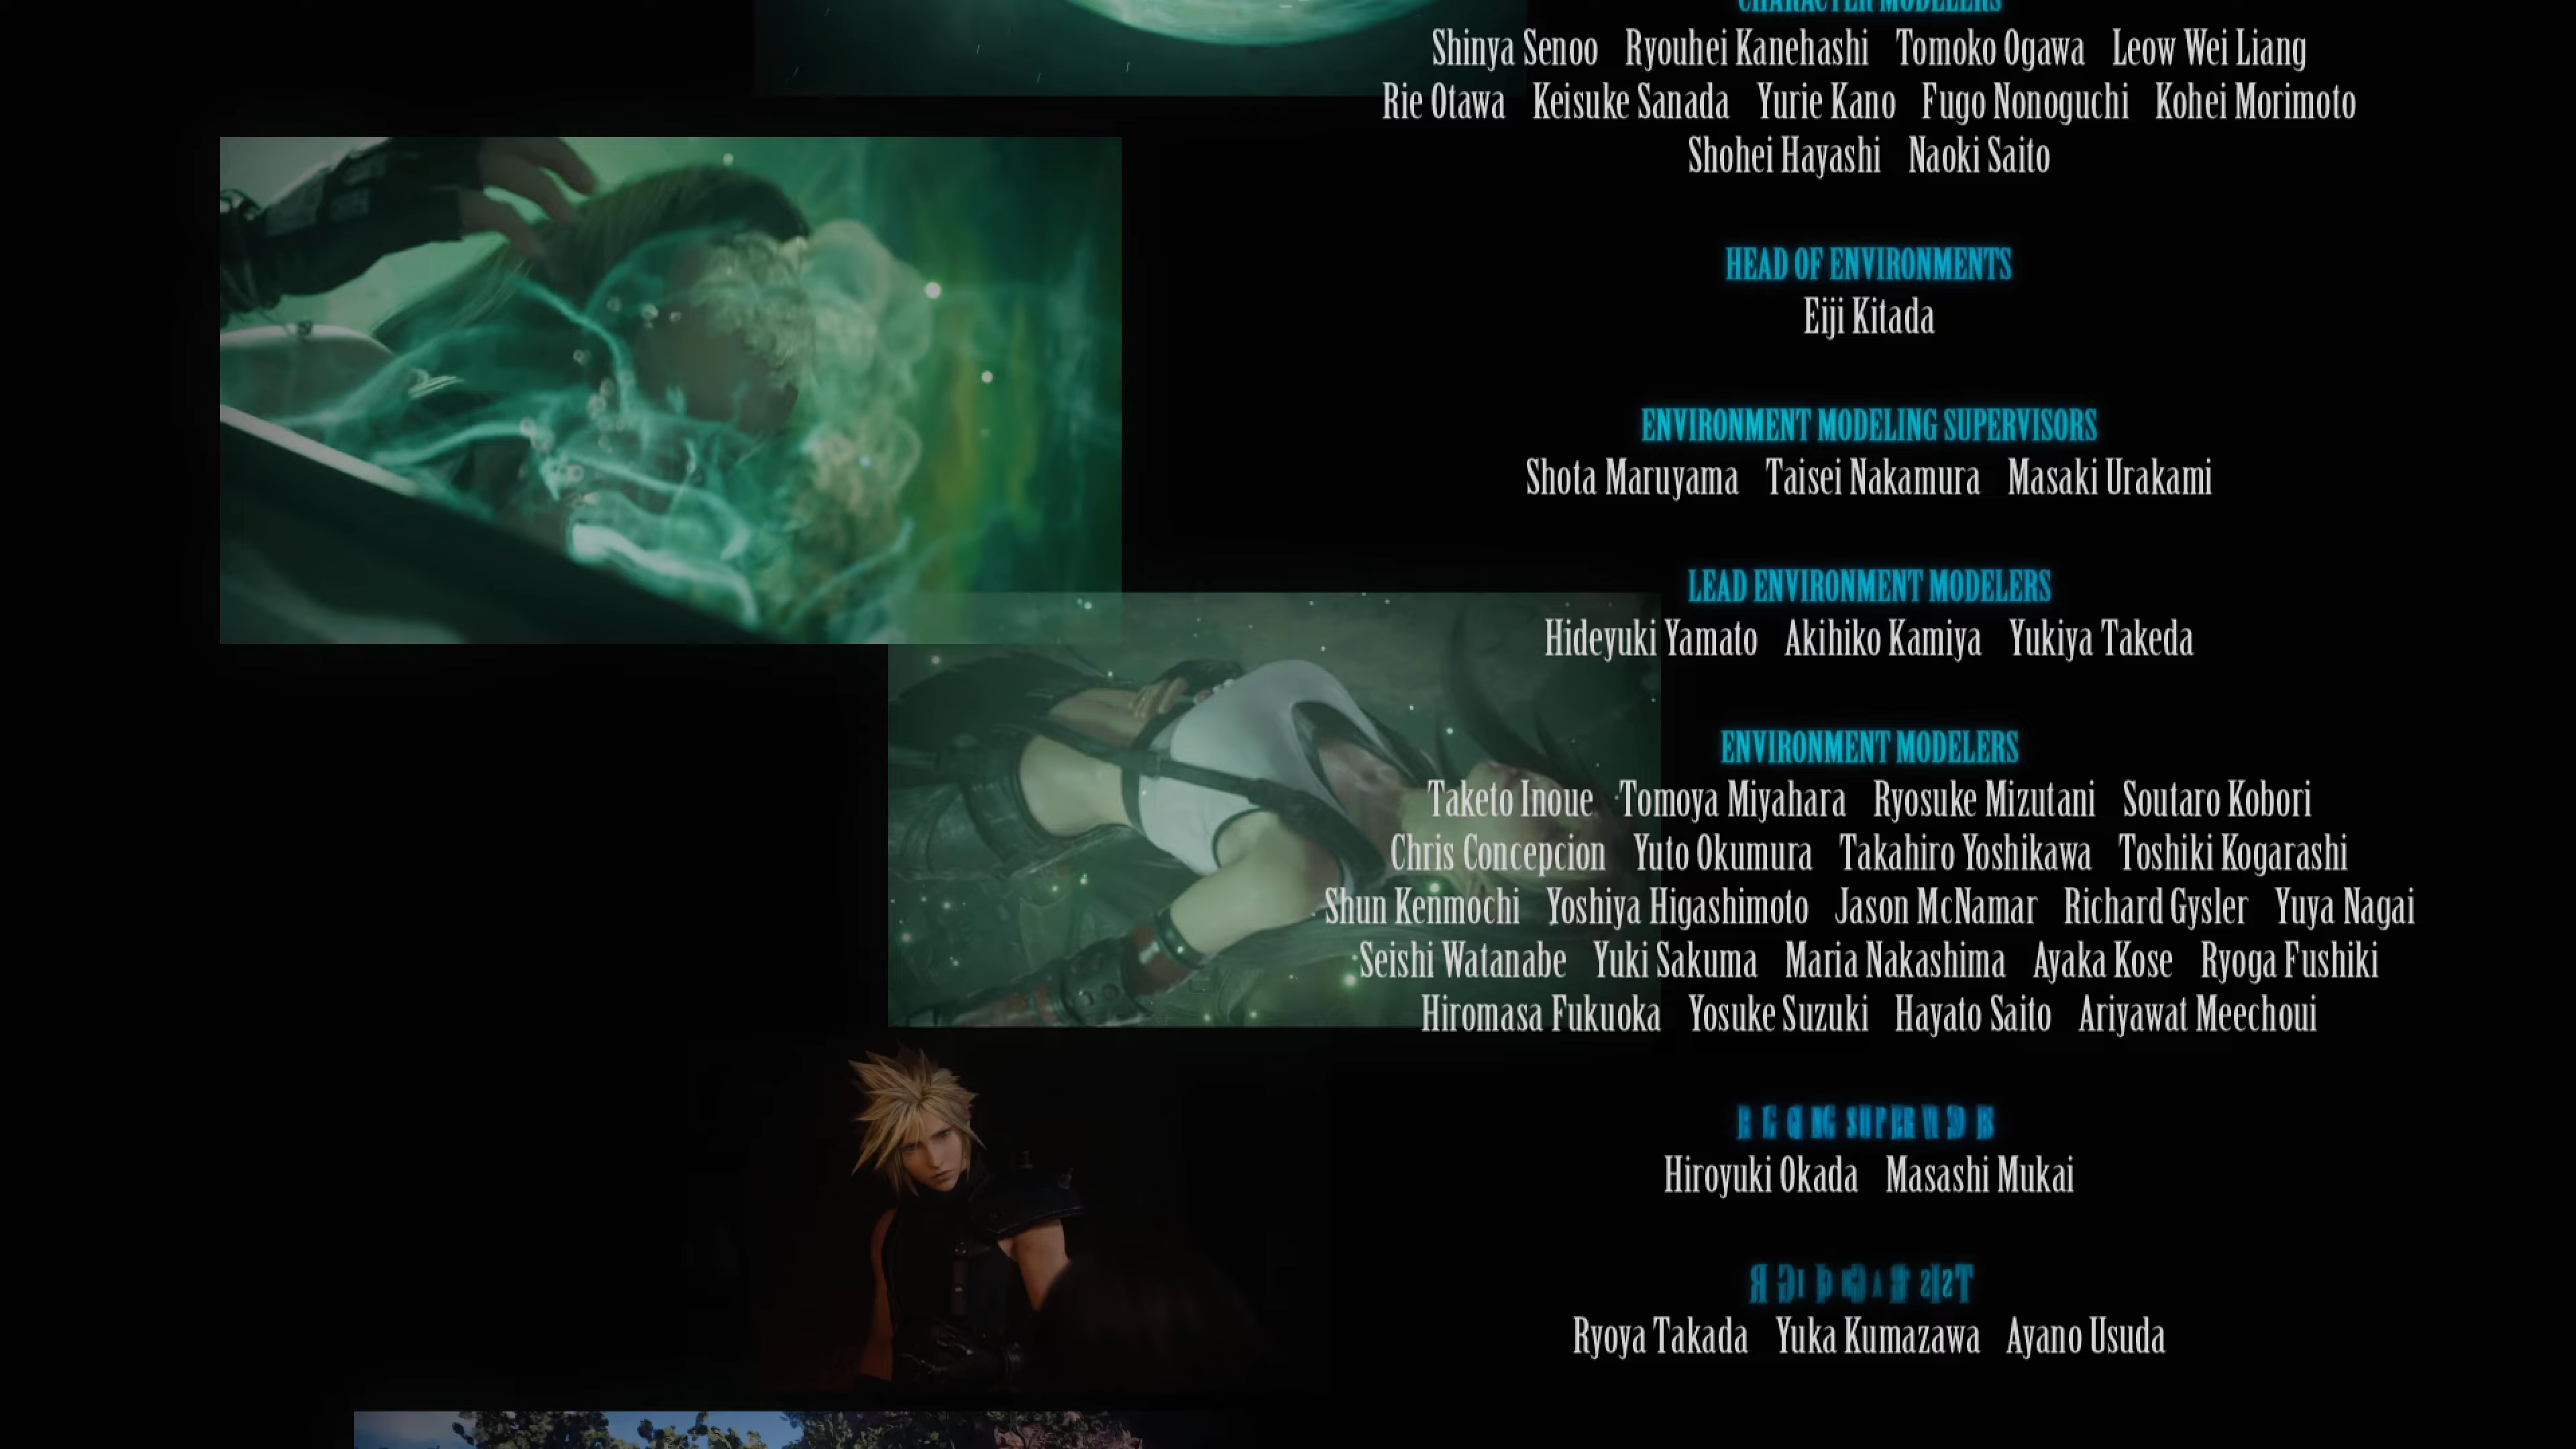 CHARACTER MODELERS
Shinya Senoo Ryouhei Kanehashi Tomoko Ogawa Leow Wei Liang
Rie Otawa Keisuke Sanada Yurie Kano Fugo Nonoguchi Kohei Morimoto
Shohei Hayashi Naoki Saito
HEAD OF ENVIRONMENTS
Eiji Kitada
ENVIRONMENT MODELING SUPERVISORS
Shota Maruyama Taisei Nakamura Masaki Urakami
LEAD ENVIRONMENT MODELERS
Hideyuki Yamato Akihiko Kamiya Yukiya Takeda
ENVIRONMENT MODELERS
Taketo Inoue Tomoya Miyahara Ryosuke Mizutani Soutaro Kobori
Chris Concepcion Yuto Okumura Takahiro Yoshikawa Toshiki Kogarashi
Shun Kenmochi Yoshiya Higashimoto Jason McNamar Richard Gysler Yuya Nagai
Seishi Watanabe Yuki Sakuma Maria Nakashima Ayaka Kose Ryoga Fushiki
Hiromasa Fukuoka Yosuke Suzuki Hayato Saito Ariyawat Meechoui
Hiroyuki Okada Masashi Mukai
Ryoya Takada Yuka Kumazawa Ayano Usuda